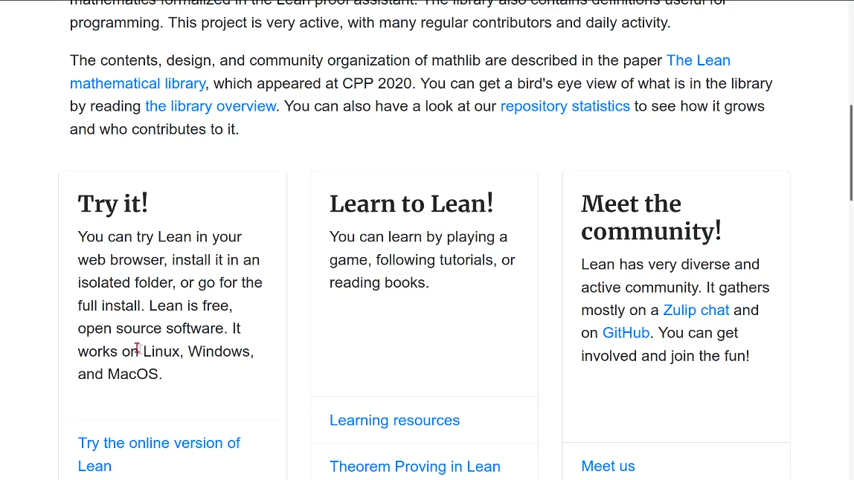 mathematics formalized in the Lean proof assistant. The library also contains definitions useful for
programming. This project is very active, with many regular contributors and daily activity.
The contents, design, and community organization of mathlib are described in the paper The Lean
mathematical library, which appeared at CPP 2020. You can get a bird's eye view of what is in the library
by reading the library overview. You can also have a look at our repository statistics to see how it grows
and who contributes to it.
Try it!
You can try Lean in your
web browser, install it in an
isolated folder, or go for the
full install. Lean is free,
open source software. It
works on Linux, Windows,
and MacOS.
Try the online version of
Lean
Learn to Lean!
You can learn by playing a
game, following tutorials, or
reading books.
Learning resources
Theorem Proving in Lean
Meet the
community!
Lean has very diverse and
active community. It gathers
mostly on a Zulip chat and
on GitHub. You can get
involved and join the fun!
Meet us